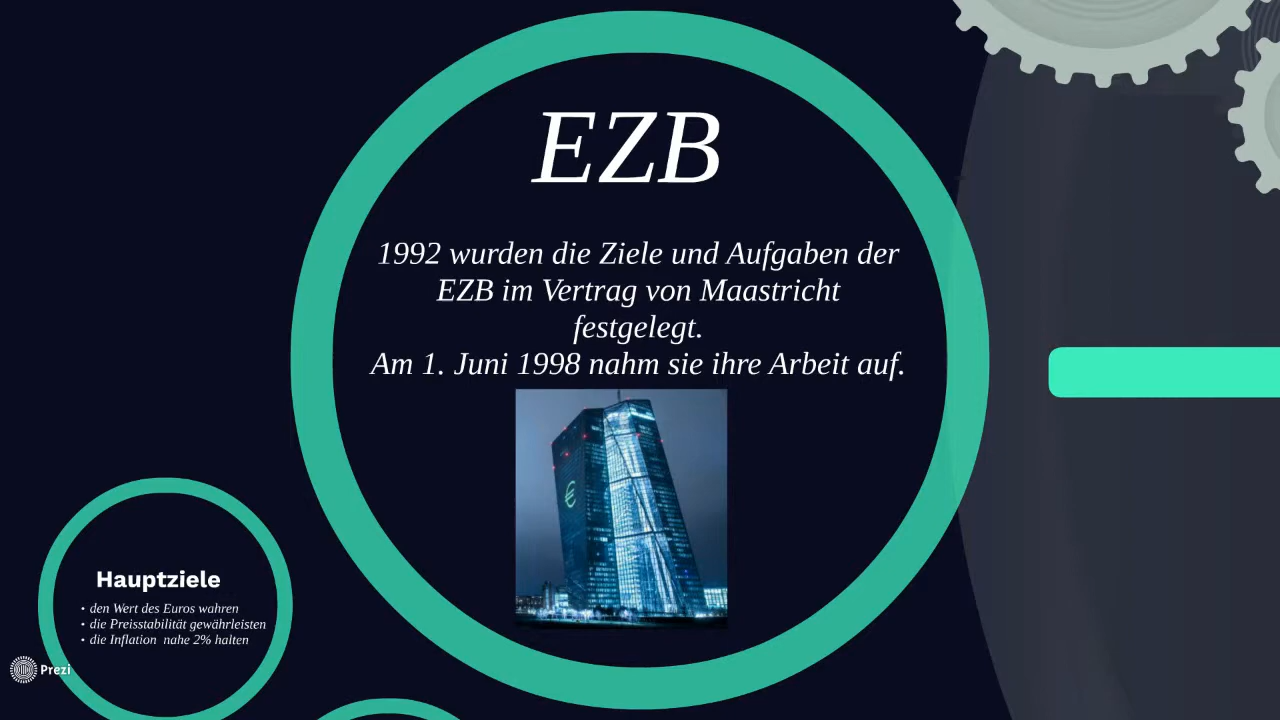 EZB
1992 wurden die Ziele und Aufgaben der
EZB im Vertrag von Maastricht
festgelegt.
Am 1. Juni 1998 nahm sie ihre Arbeit auf.
€
Hauptziele
• den Wert des Euros wahren
• die Preisstabilität gewährleisten
• die Inflation  nahe 2% halten
Prezi